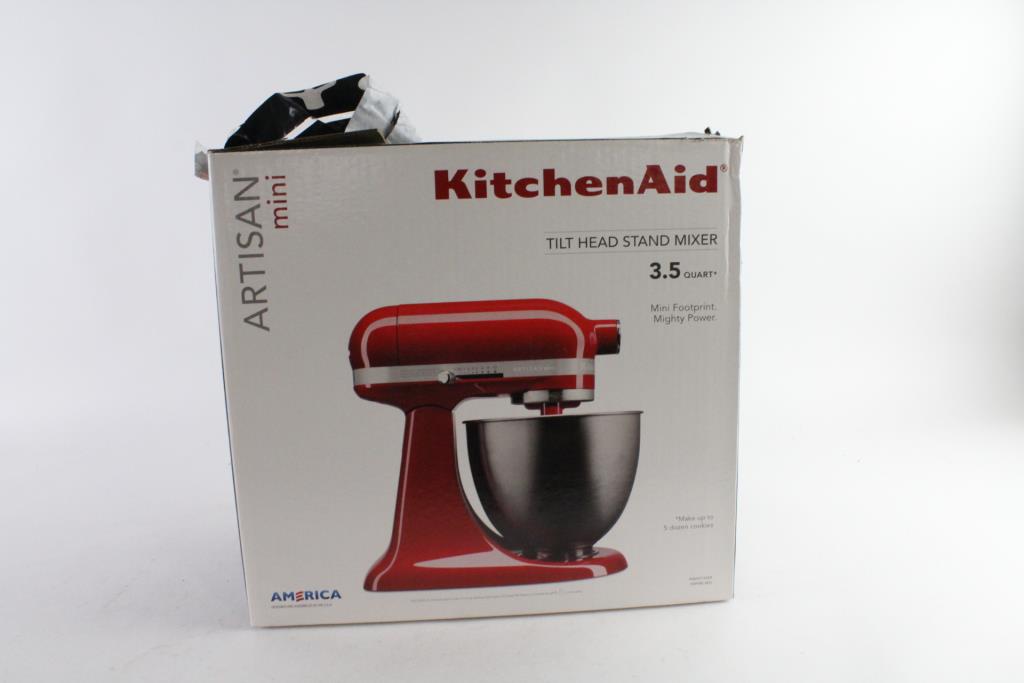 ARTISAN®
mini
KitchenAid®
TILT HEAD STAND MIXER
3.5 QUART*
Mini Footprint.
Mighty Power.
ARTISAN
*Make up to
5 dozen cookies
AMERICA